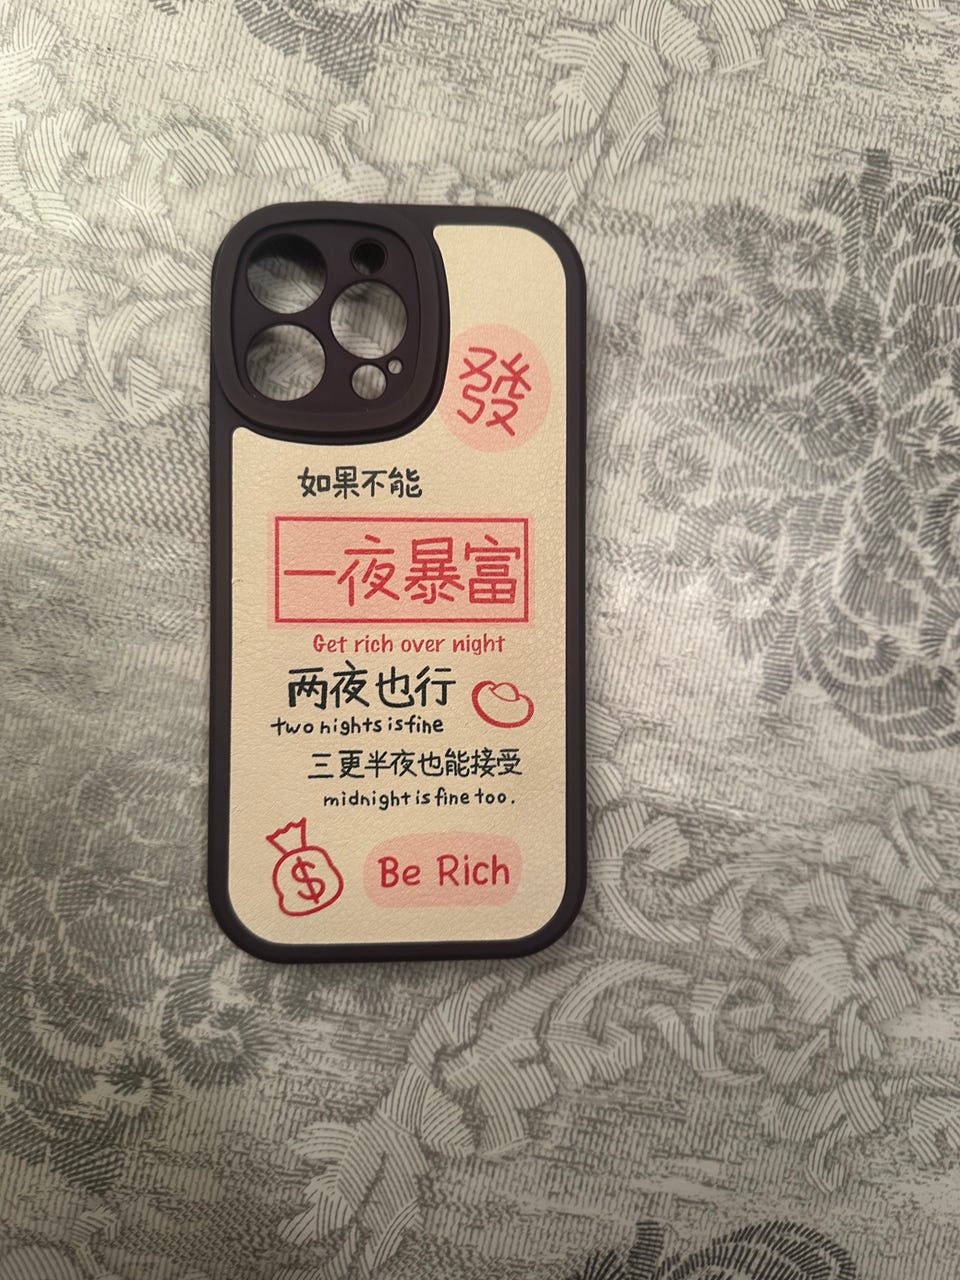 發
如果不能
一夜暴富
Get rich over night
两夜也行
two nights is fine
三更半夜也能接受
midnight is fine too.
$
Be Rich